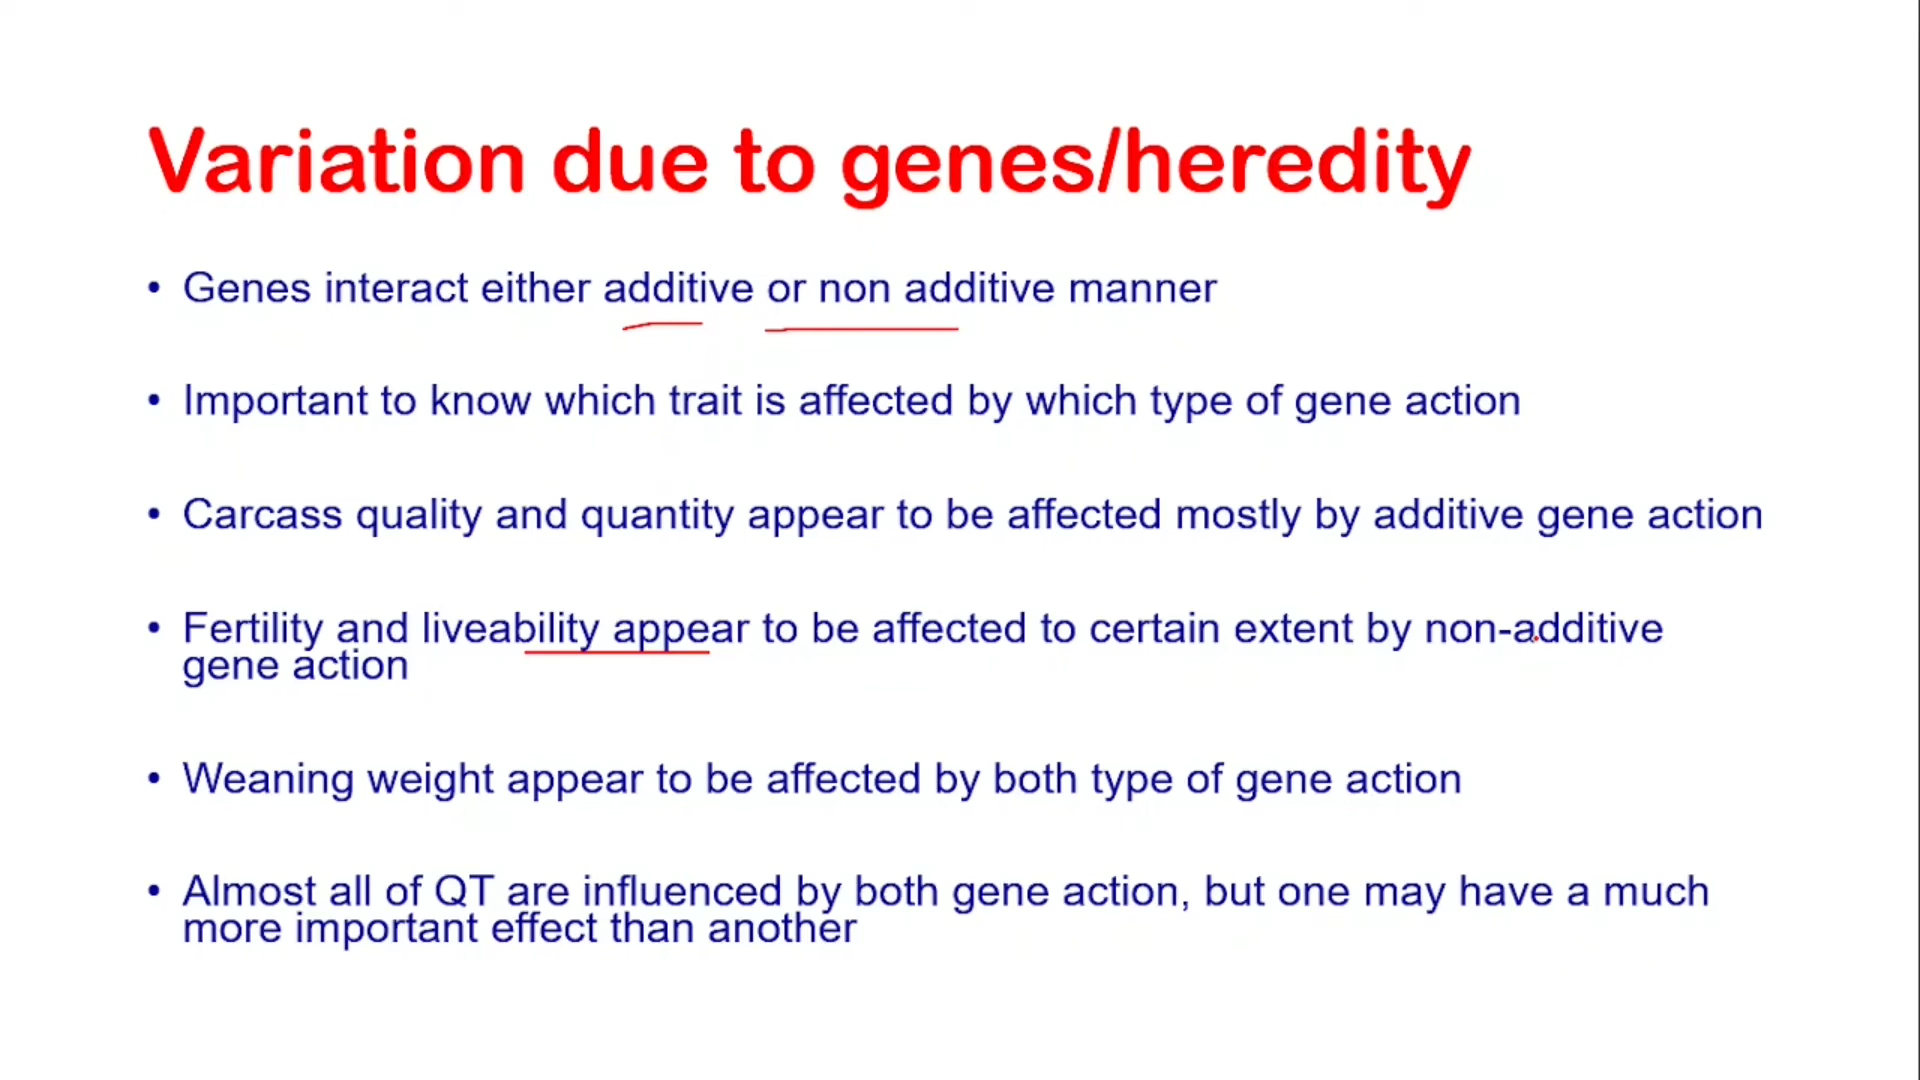 Variation due to genes/heredity
• Genes interact either additive or non additive manner
• Important to know which trait is affected by which type of gene action
• Carcass quality and quantity appear to be affected mostly by additive gene action
• Fertility and liveability appear to be affected to certain extent by non-additive
gene action
• Weaning weight appear to be affected by both type of gene action
• Almost all of QT are influenced by both gene action, but one may have a much
more important effect than another